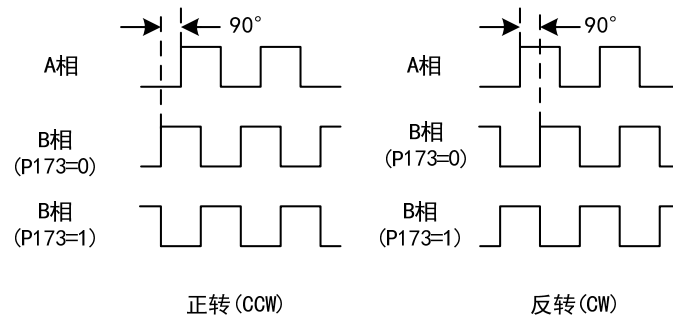 90° 90°
A相 A相
B相 B相
(P173=0) (P173=0)
B相 B相
(P173=1) (P173=1)
正转(CCW) 反转(CW)